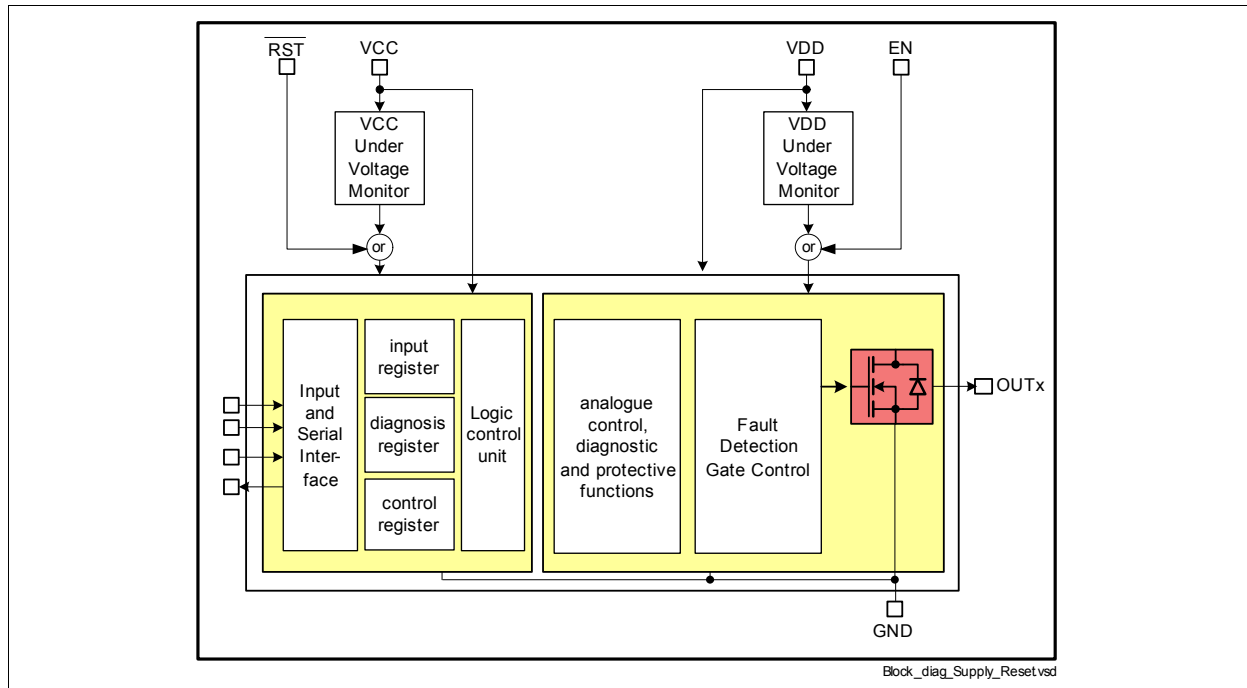 RST
VCC
VDD
EN
VCC
Under
Voltage
Monitor
VDD
Under
Voltage
Monitor
or
or
Input
and
Serial
Inter-
face
input
register
diagnosis
register
control
register
Logic
control
unit
analogue
control,
diagnostic
and protective
functions
Fault
Detection
Gate Control
OUTx
GND
Block_diag_Supply_Reset.vsd